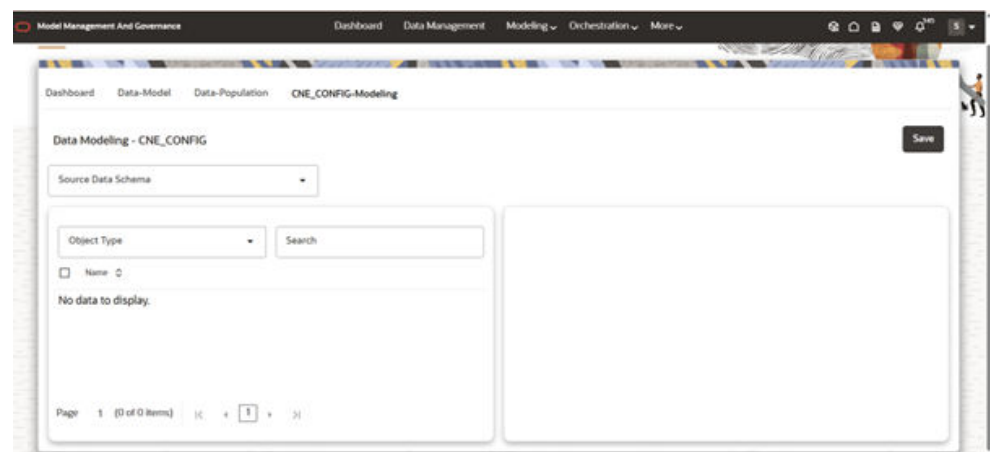 Model Management And Governance Dashboard Data Management Modeling Orchestration More S
Dashboard Data-Model Data-Population CNE_CONFIG-Modeling
Data Modeling - CNE_CONFIG Save
Source Data Schema
Object Type Search
Name
No data to display.
Page 1 (0 of 0 items) 1